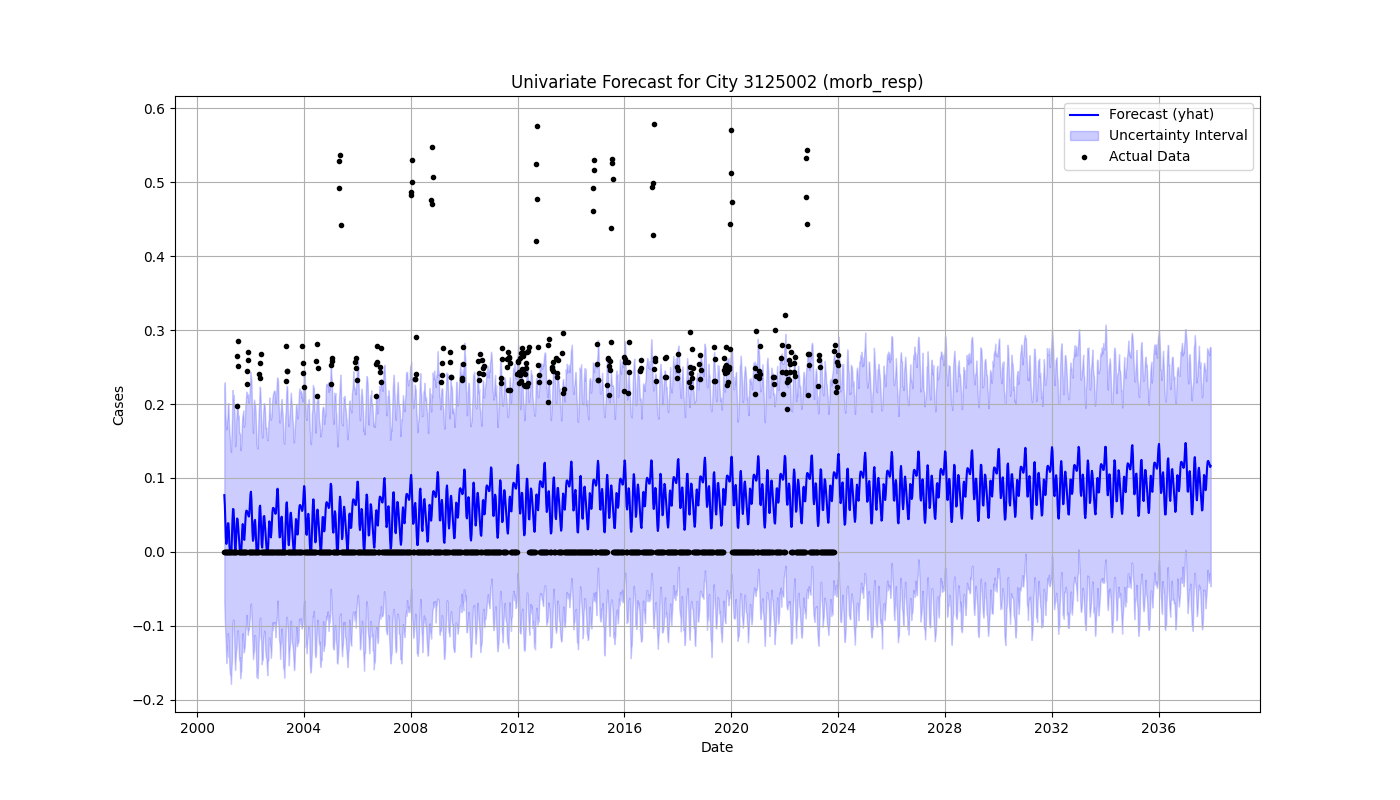 Univariate Forecast for City 3125002 (morb_resp)
Forecast (yhat)
Uncertainty Interval
Actual Data
Cases
0.6
0.5
0.4
0.3
0.2
0.1
0.0
−0.1
−0.2
2000 2004 2008 2012 2016 2020 2024 2028 2032 2036
Date